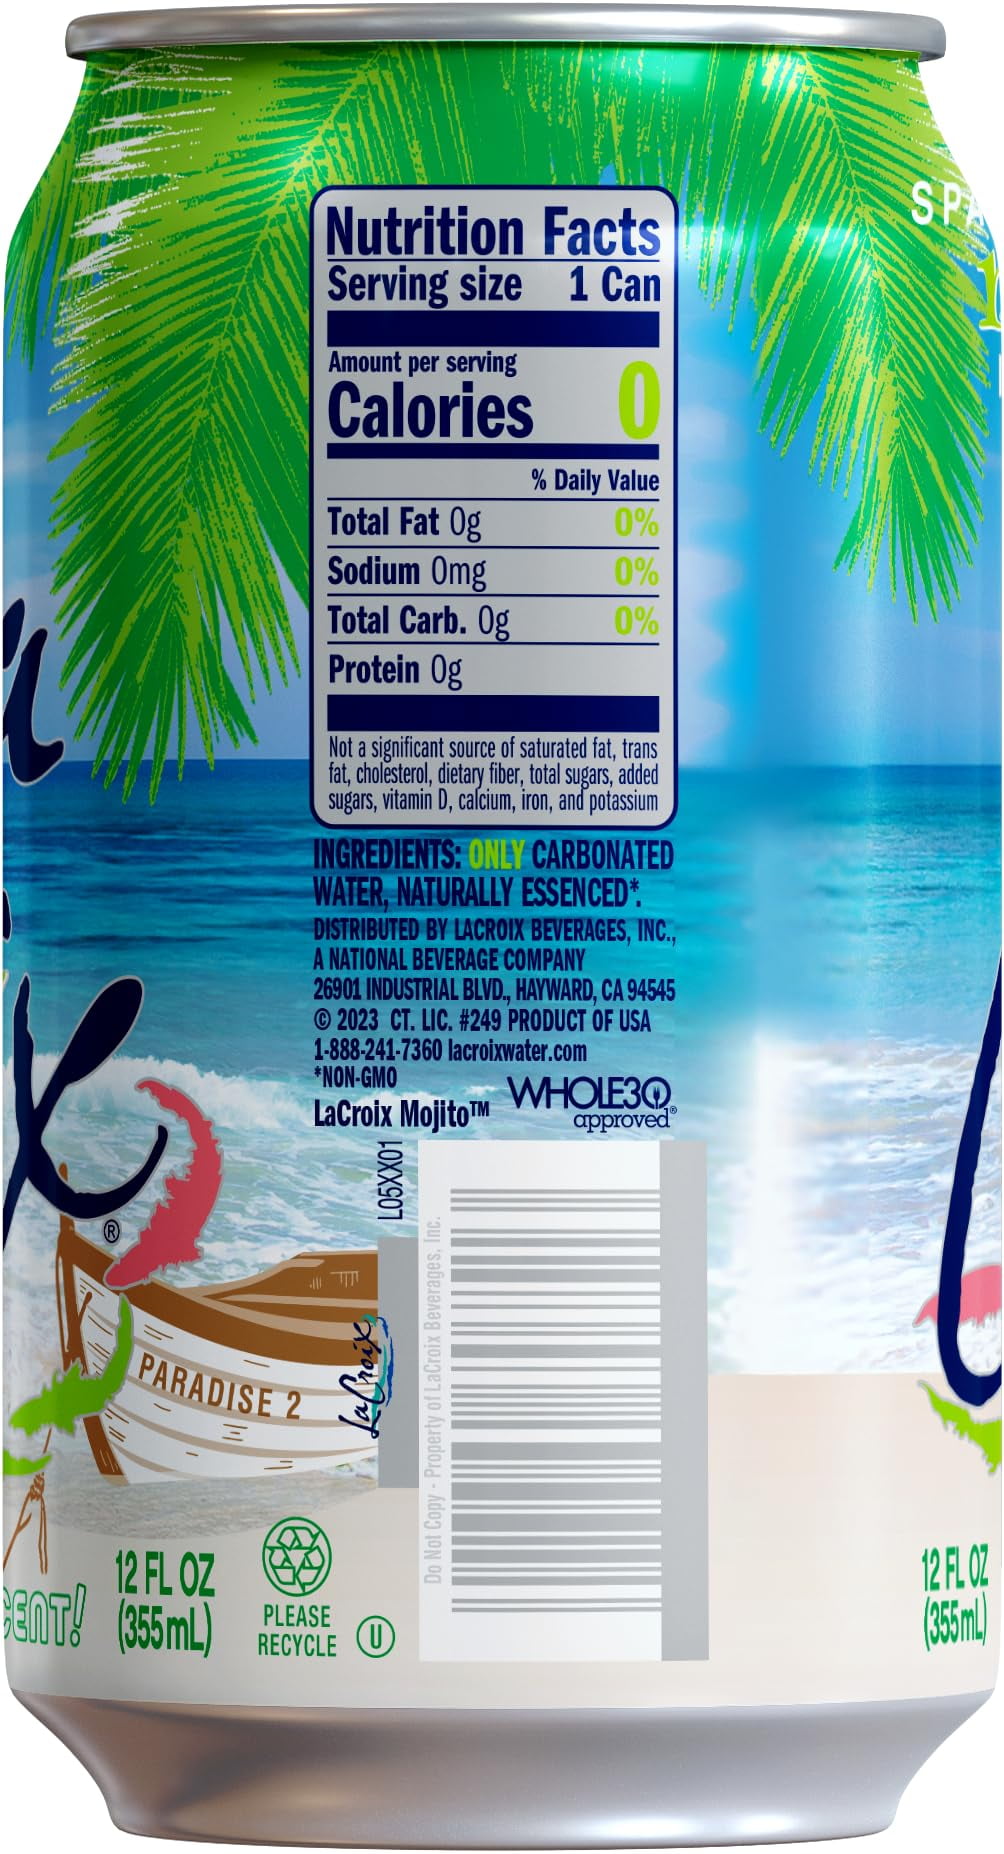 SPA
Nutrition Facts
Serving size 1 Can
Amount per serving
Calories 0
% Daily Value
Total Fat 0g 0%
Sodium 0mg 0%
Total Carb. 0g 0%
Protein 0g
Not a significant source of saturated fat, trans
fat, cholesterol, dietary fiber, total sugars, added
sugars, vitamin D, calcium, iron, and potassium
INGREDIENTS: ONLY CARBONATED
WATER, NATURALLY ESSENCED*.
DISTRIBUTED BY LACROIX BEVERAGES, INC.,
A NATIONAL BEVERAGE COMPANY
26901 INDUSTRIAL BLVD., HAYWARD, CA 94545
© 2023 CT. LIC. #249 PRODUCT OF USA
1-888-241-7360 lacroixwater.com
*NON-GMO
LaCroix Mojito™
WHOLE30
approved®
L05XX01
Do Not Copy - Property of LaCroix Beverages, Inc.
®
PARADISE 2
LaCroix
CENT!
12 FL OZ
(355mL)
PLEASE
RECYCLE
U
12 FL OZ
(355mL)